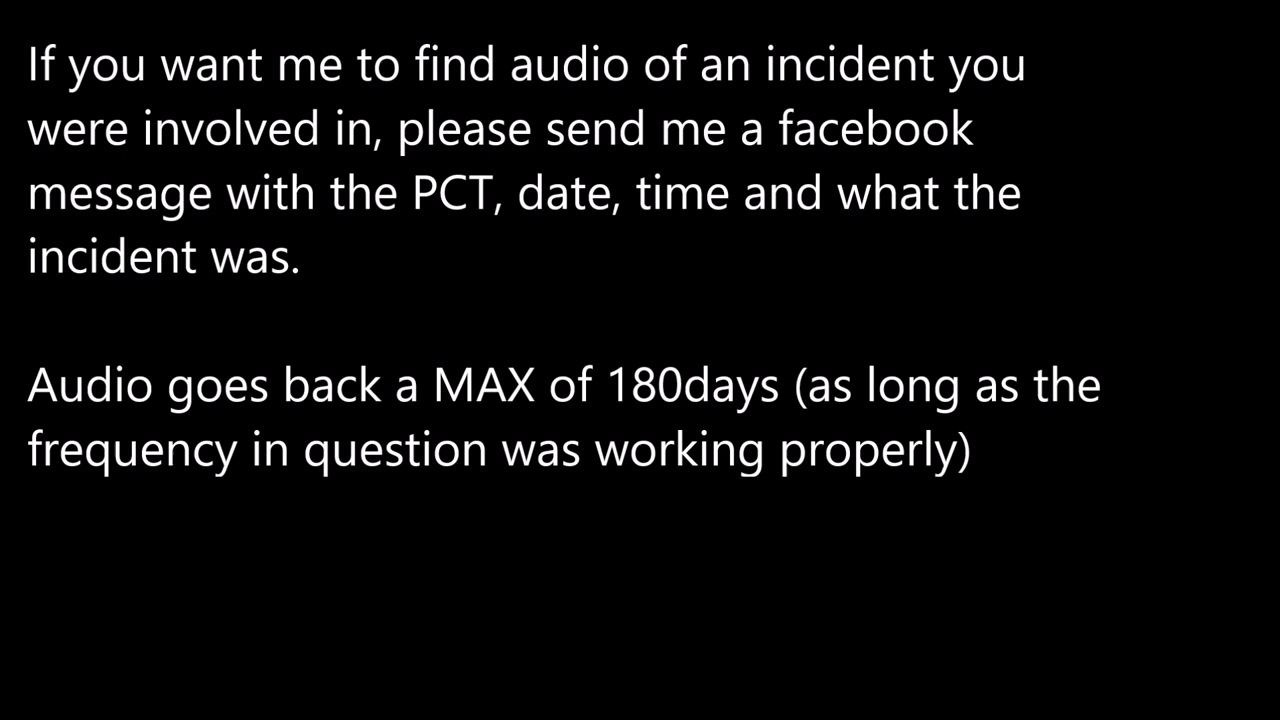 If you want me to find audio of an incident you
were involved in, please send me a facebook
message with the PCT, date, time and what the
incident was.
Audio goes back a MAX of 180days (as long as the
frequency in question was working properly)